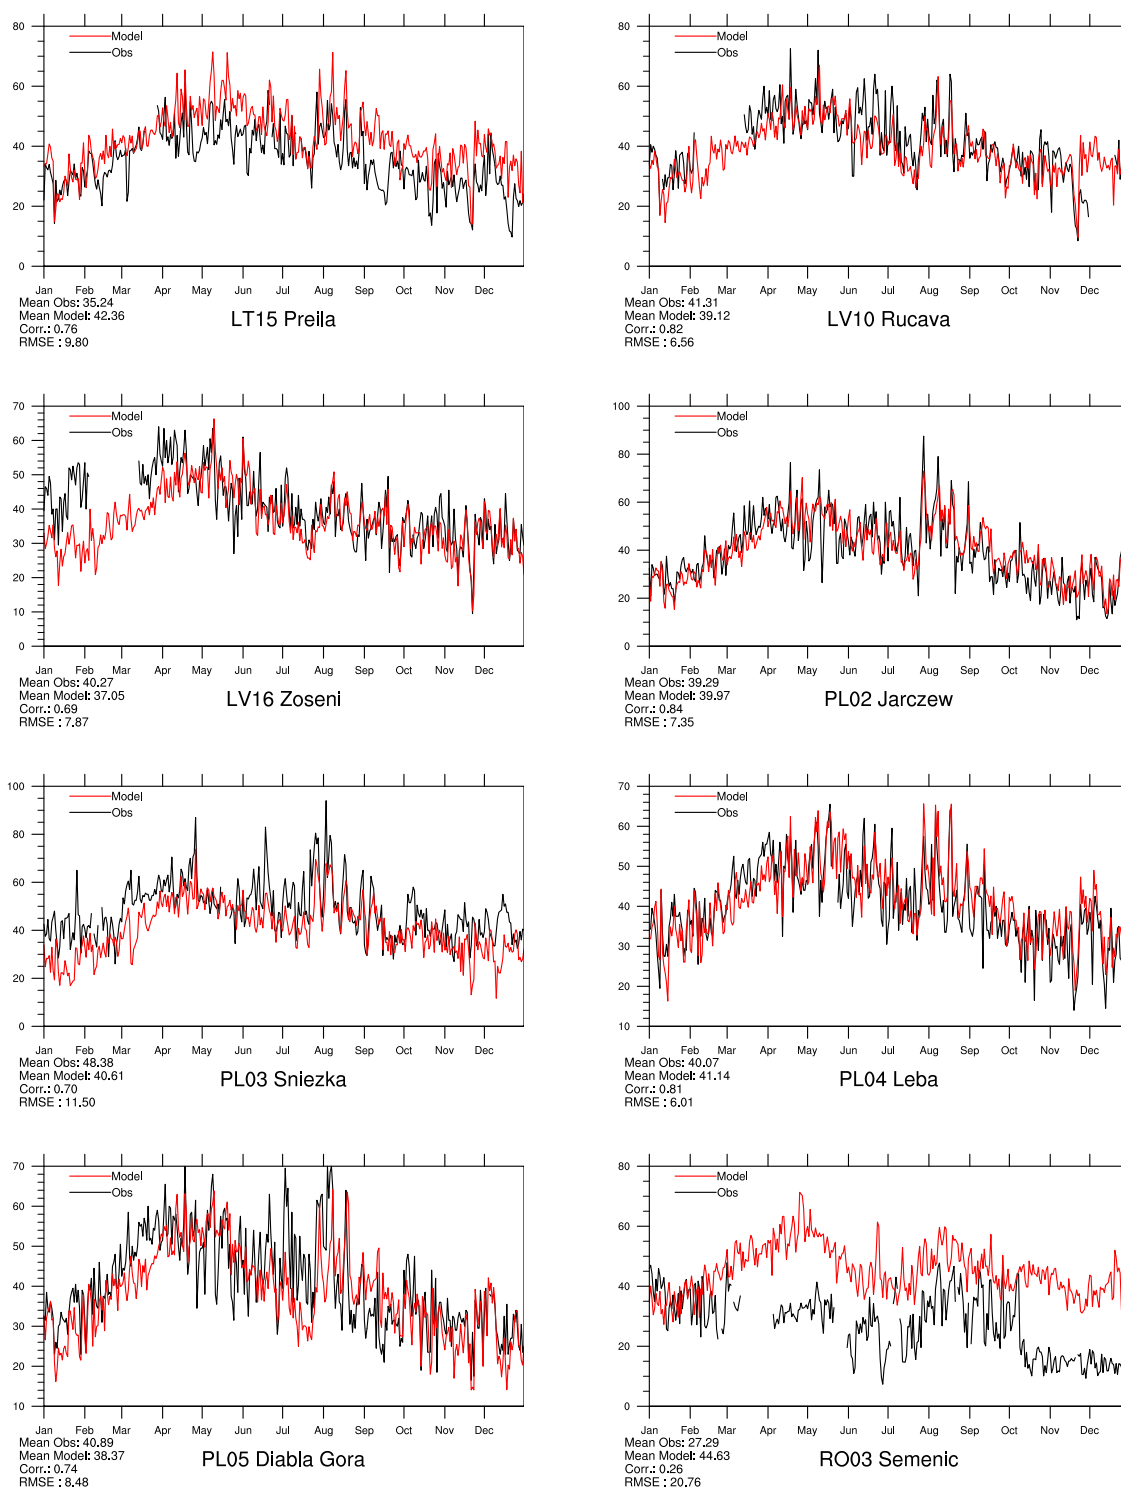 80
60
40
20
0
Model
Obs
Jan Feb Mar Apr May Jun Jul Aug Sep Oct Nov Dec
Mean Obs: 35.24
Mean Model: 42.36
Corr.: 0.76
RMSE : 9.80
LT15 Preila
80
60
40
20
0
Model
Obs
Jan Feb Mar Apr May Jun Jul Aug Sep Oct Nov Dec
Mean Obs: 41.31
Mean Model: 39.12
Corr.: 0.82
RMSE : 6.56
LV10 Rucava
70
60
50
40
30
20
10
0
Model
Obs
Jan Feb Mar Apr May Jun Jul Aug Sep Oct Nov Dec
Mean Obs: 40.27
Mean Model: 37.05
Corr.: 0.69
RMSE : 7.87
LV16 Zoseni
100
80
60
40
20
0
Model
Obs
Jan Feb Mar Apr May Jun Jul Aug Sep Oct Nov Dec
Mean Obs: 39.29
Mean Model: 39.97
Corr.: 0.84
RMSE : 7.35
PL02 Jarczew
100
80
60
40
20
0
Model
Obs
Jan Feb Mar Apr May Jun Jul Aug Sep Oct Nov Dec
Mean Obs: 48.38
Mean Model: 40.61
Corr.: 0.70
RMSE : 11.50
PL03 Sniezka
70
60
50
40
30
20
10
Model
Obs
Jan Feb Mar Apr May Jun Jul Aug Sep Oct Nov Dec
Mean Obs: 40.07
Mean Model: 41.14
Corr.: 0.81
RMSE : 6.01
PL04 Leba
70
60
50
40
30
20
10
Model
Obs
Jan Feb Mar Apr May Jun Jul Aug Sep Oct Nov Dec
Mean Obs: 40.89
Mean Model: 38.37
Corr.: 0.74
RMSE : 8.48
PL05 Diabla Gora
80
60
40
20
0
Model
Obs
Jan Feb Mar Apr May Jun Jul Aug Sep Oct Nov Dec
Mean Obs: 27.29
Mean Model: 44.63
Corr.: 0.26
RMSE : 20.76
RO03 Semenic